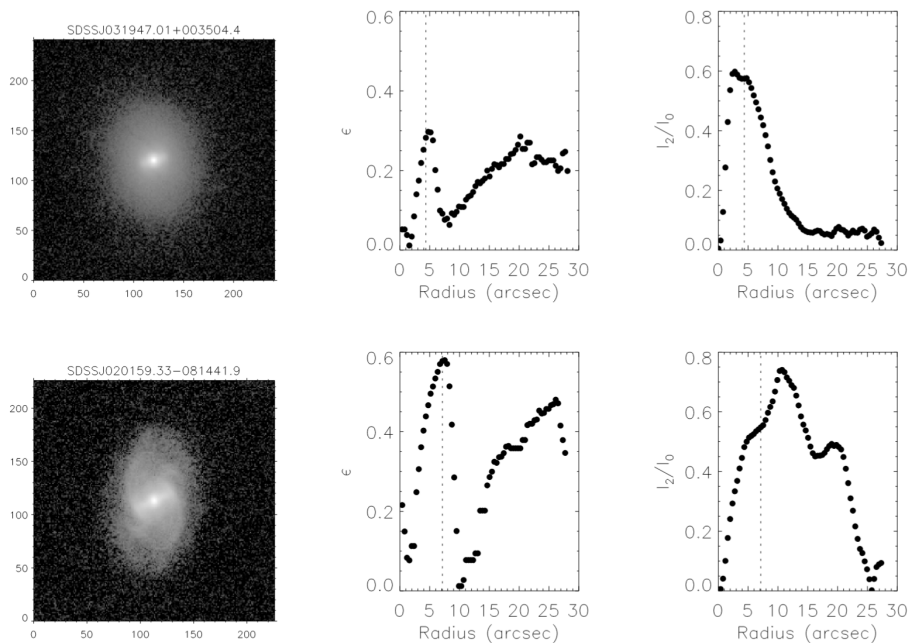 SDSSJ031947.01+003504.4
200
150
100
50
0
0 50 100 150 200
0.6
0.4
0.2
0.0
ε
0 5 10 15 20 25 30
Radius (arcsec)
0.8
0.6
0.4
0.2
0.0
I₂/I₀
0 5 10 15 20 25 30
Radius (arcsec)
SDSSJ020159.33−081441.9
200
150
100
50
0
0 50 100 150 200
0.6
0.4
0.2
0.0
ε
0 5 10 15 20 25 30
Radius (arcsec)
0.8
0.6
0.4
0.2
0.0
I₂/I₀
0 5 10 15 20 25 30
Radius (arcsec)